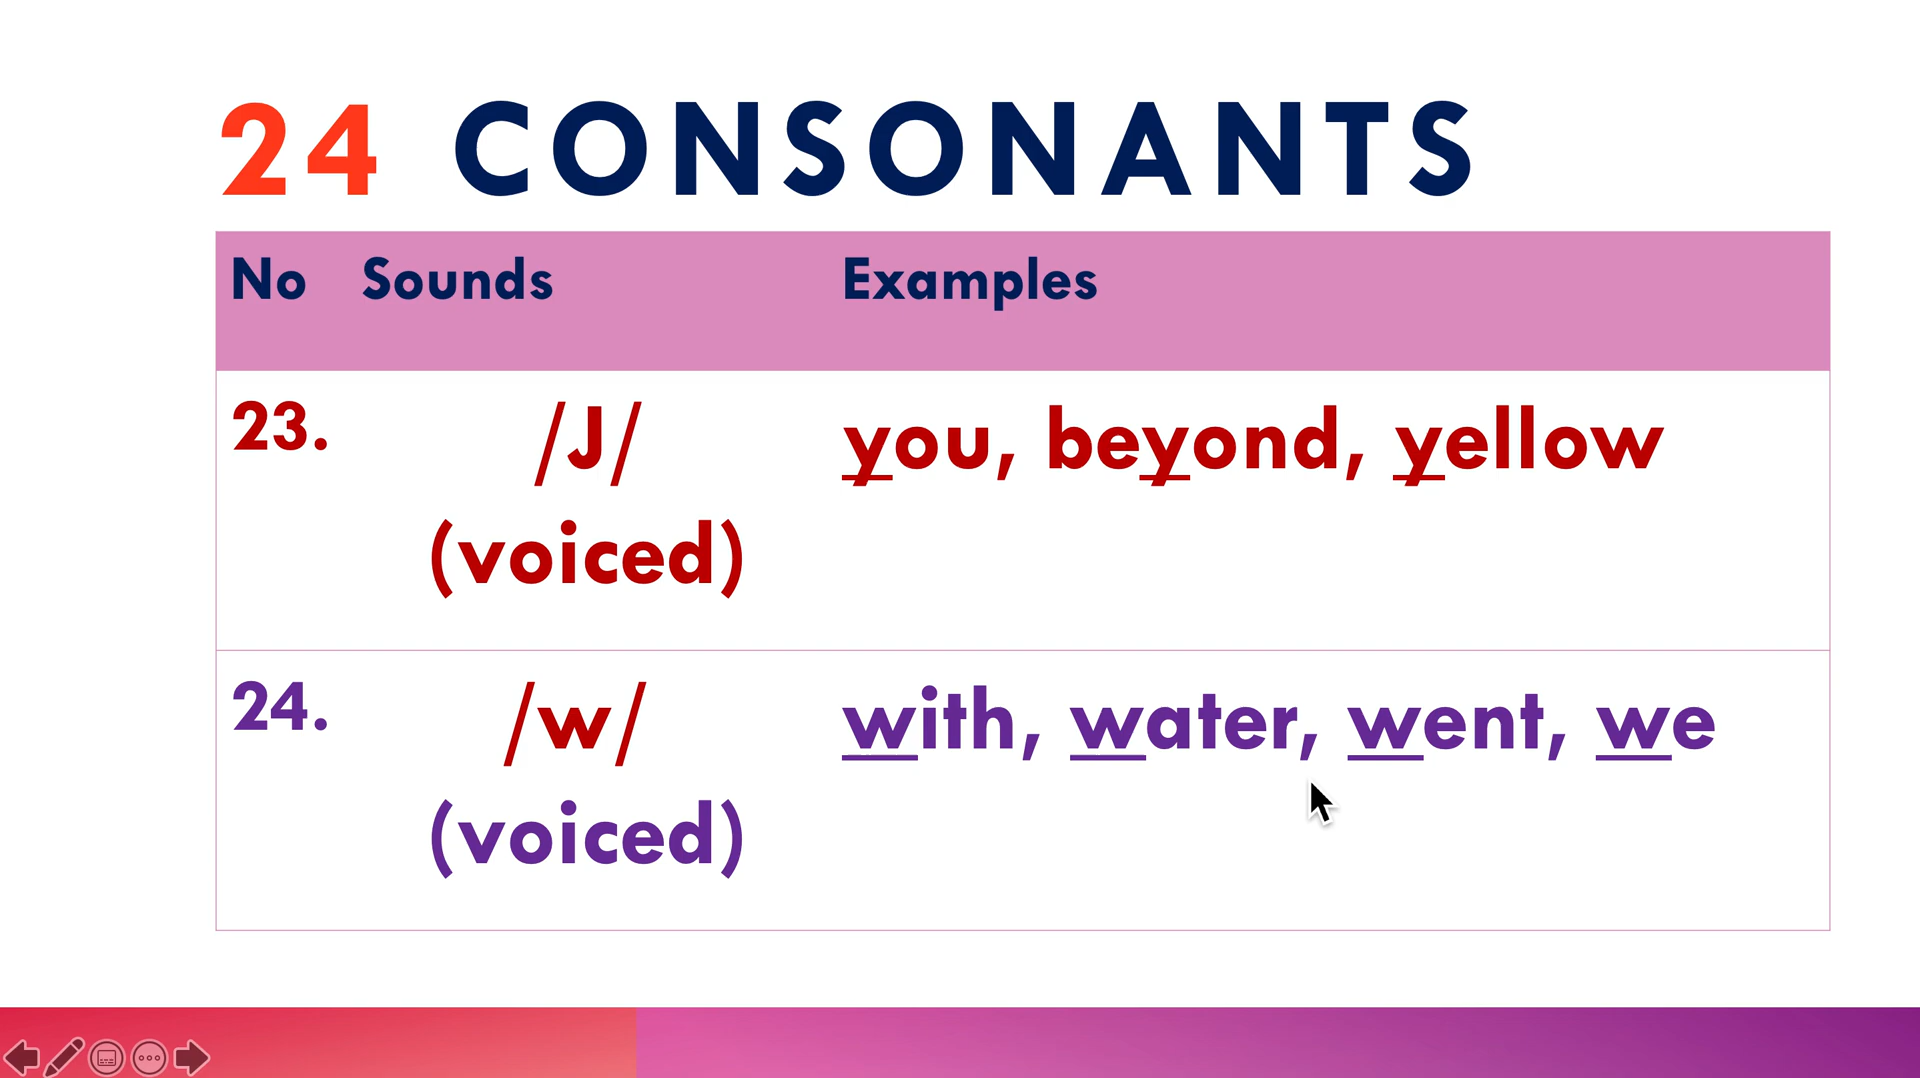 24 CONSONANTS
No Sounds Examples
23. /J/ you, beyond, yellow
(voiced)
24. /w/ with, water, went, we
(voiced)